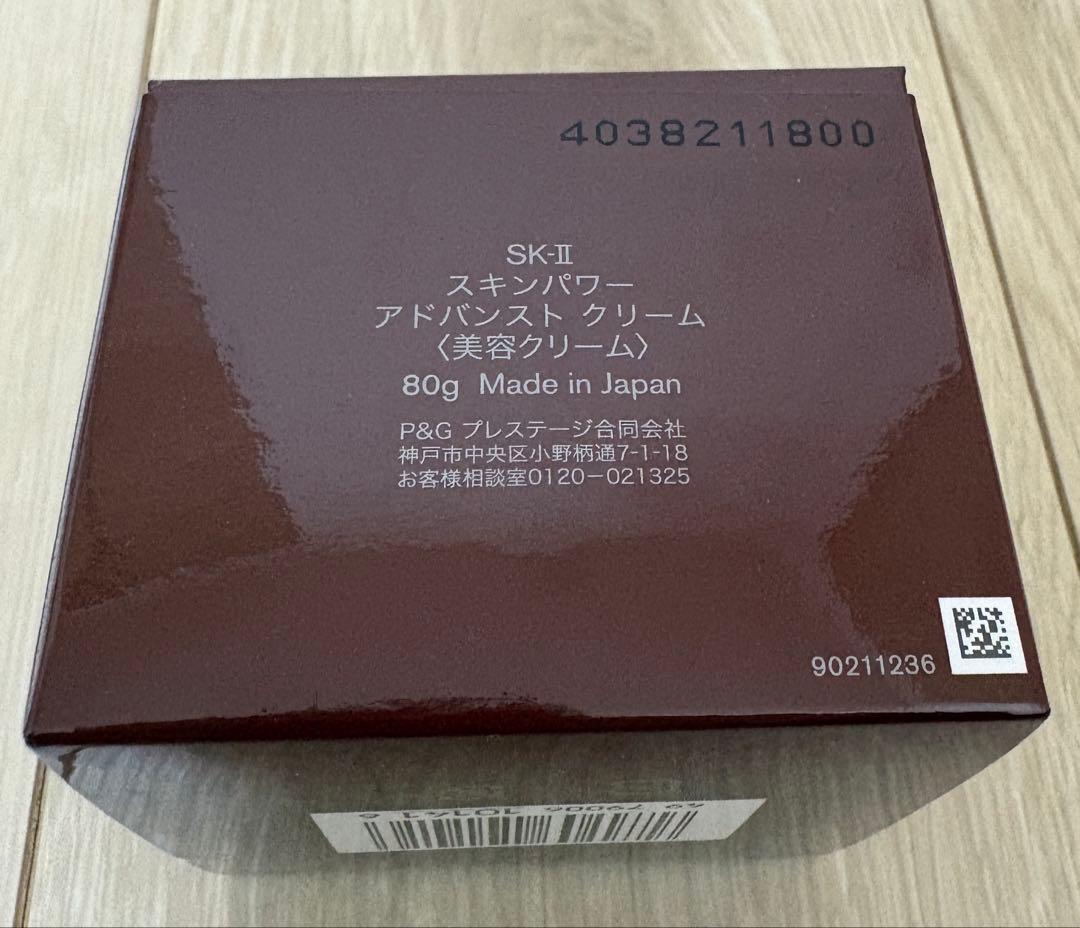 4038211800
SK-Ⅱ
スキンパワー
アドバンスト クリーム
〈美容クリーム〉
80g Made in Japan
P&G プレステージ合同会社
神戸市中央区小野柄通7-1-18
お客様相談室0120-021325
90211236